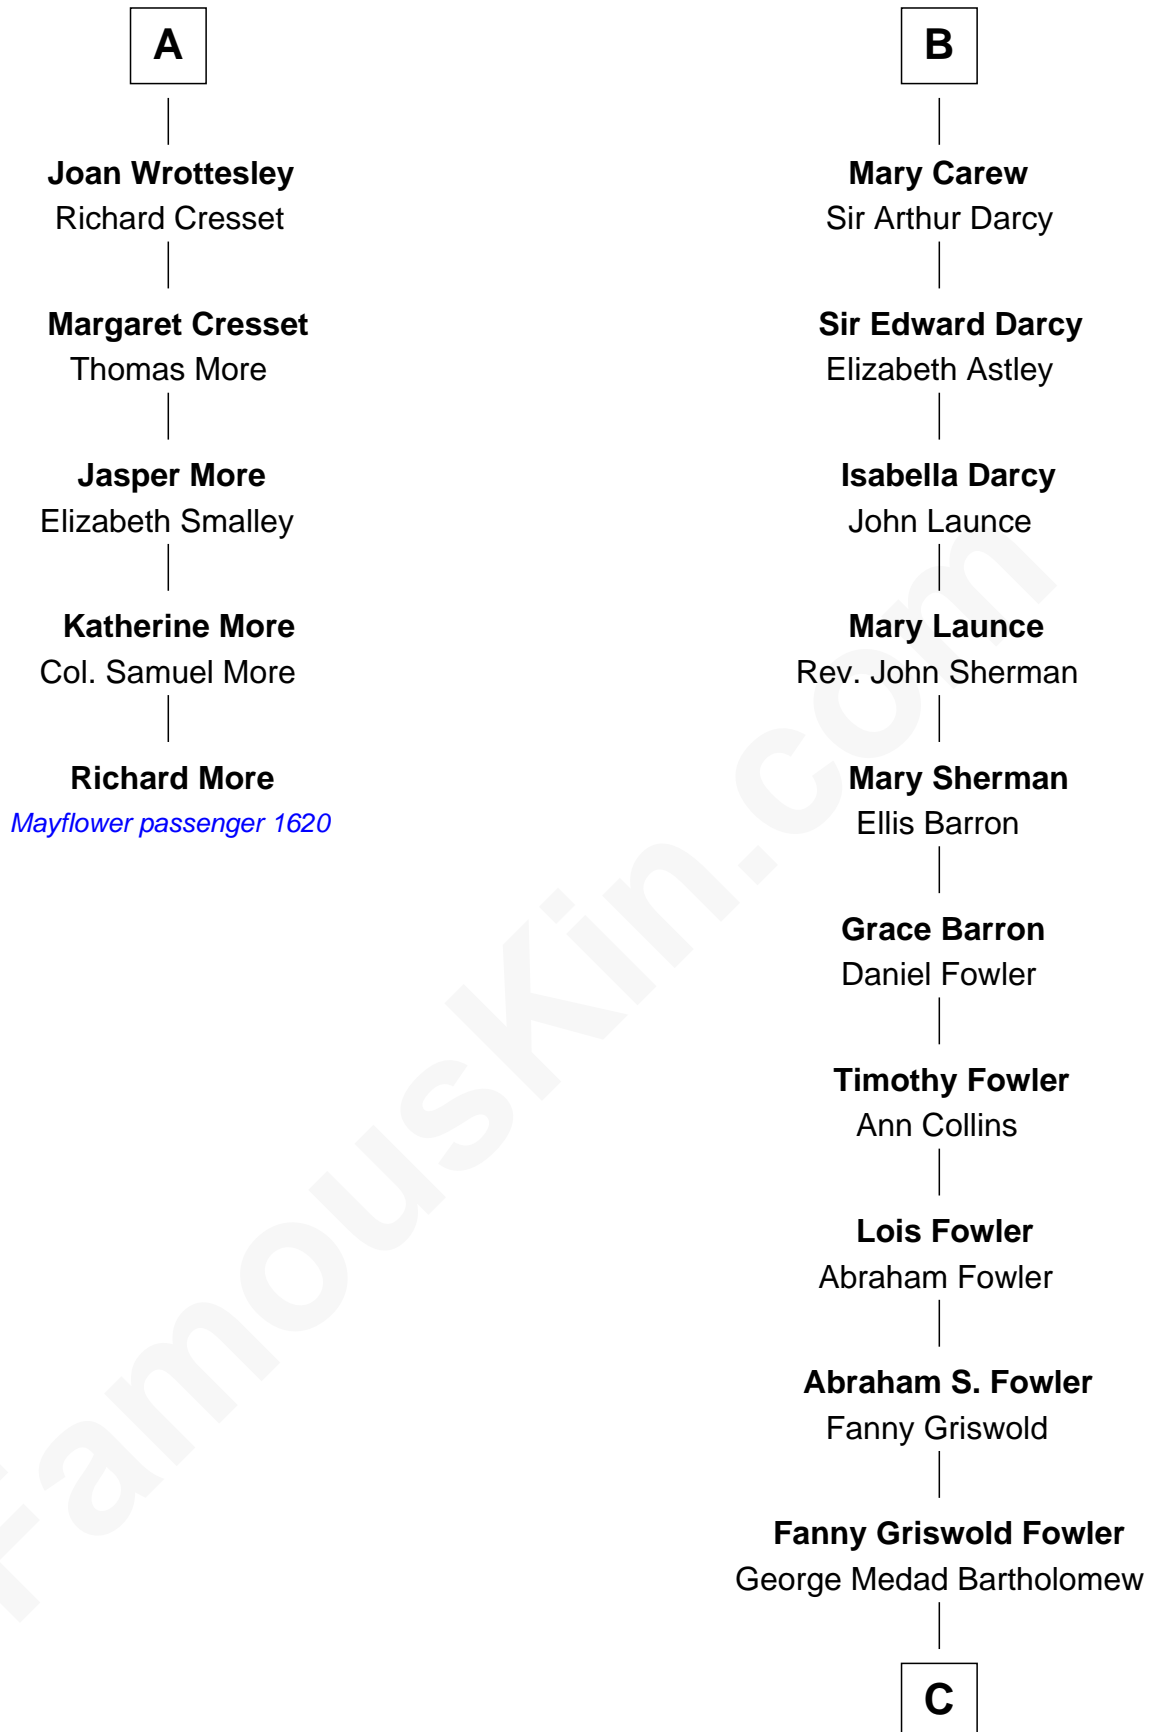 A
Joan Wrottesley
Richard Cresset
Margaret Cresset
Thomas More
Jasper More
Elizabeth Smalley
Katherine More
Col. Samuel More
Richard More
Mayflower passenger 1620
B
Mary Carew
Sir Arthur Darcy
Sir Edward Darcy
Elizabeth Astley
Isabella Darcy
John Launce
Mary Launce
Rev. John Sherman
Mary Sherman
Ellis Barron
Grace Barron
Daniel Fowler
Timothy Fowler
Ann Collins
Lois Fowler
Abraham Fowler
Abraham S. Fowler
Fanny Griswold
Fanny Griswold Fowler
George Medad Bartholomew
C
FamousKin.com